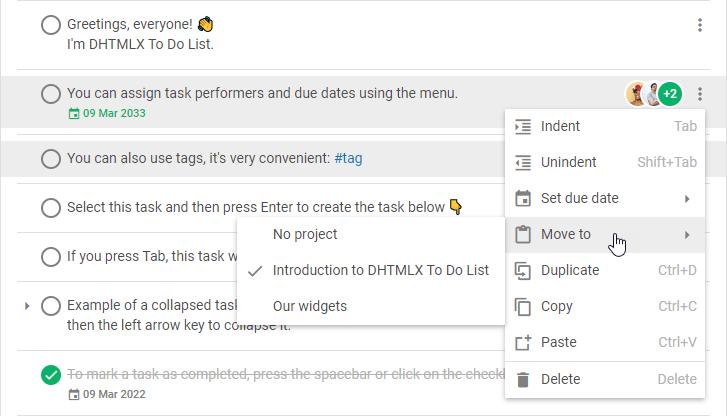 Greetings, everyone! 👏
I'm DHTMLX To Do List.
You can assign task performers and due dates using the menu.
+2
09 Mar 2033
Indent Tab
Unindent Shift+Tab
You can also use tags, it's very convenient: #tag
Set due date
Select this task and then press Enter to create the task below 👇
Move to
No project
If you press Tab, this task
Introduction to DHTMLX To Do List
Duplicate Ctrl+D
Example of a collapsed
Our widgets
Copy Ctrl+C
then the left arrow key to collapse it.
Paste Ctrl+V
To mark a task as completed, press the spacebar or click on the
Delete Delete
09 Mar 2022